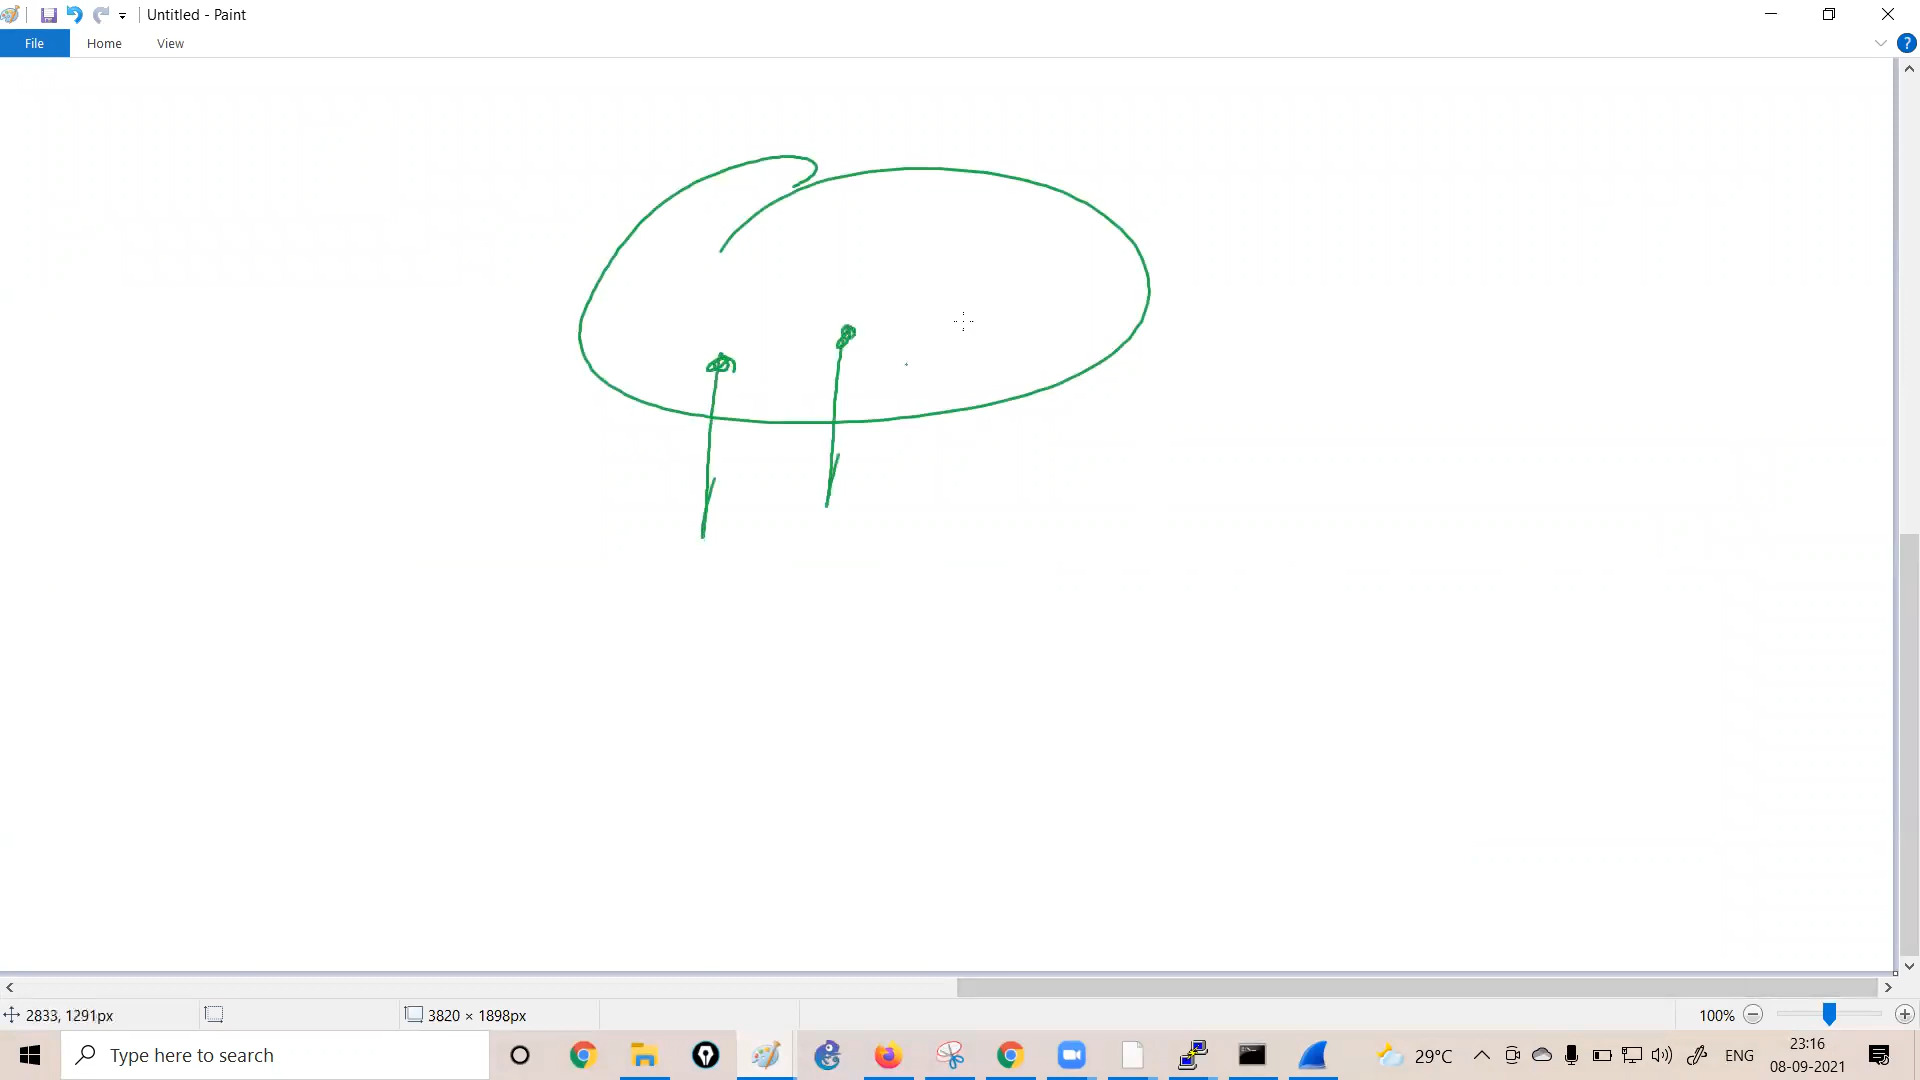 Untitled - Paint
File Home View
?
2833, 1291px 3820 × 1898px 100%
Type here to search 29°C ENG 23:16
08-09-2021